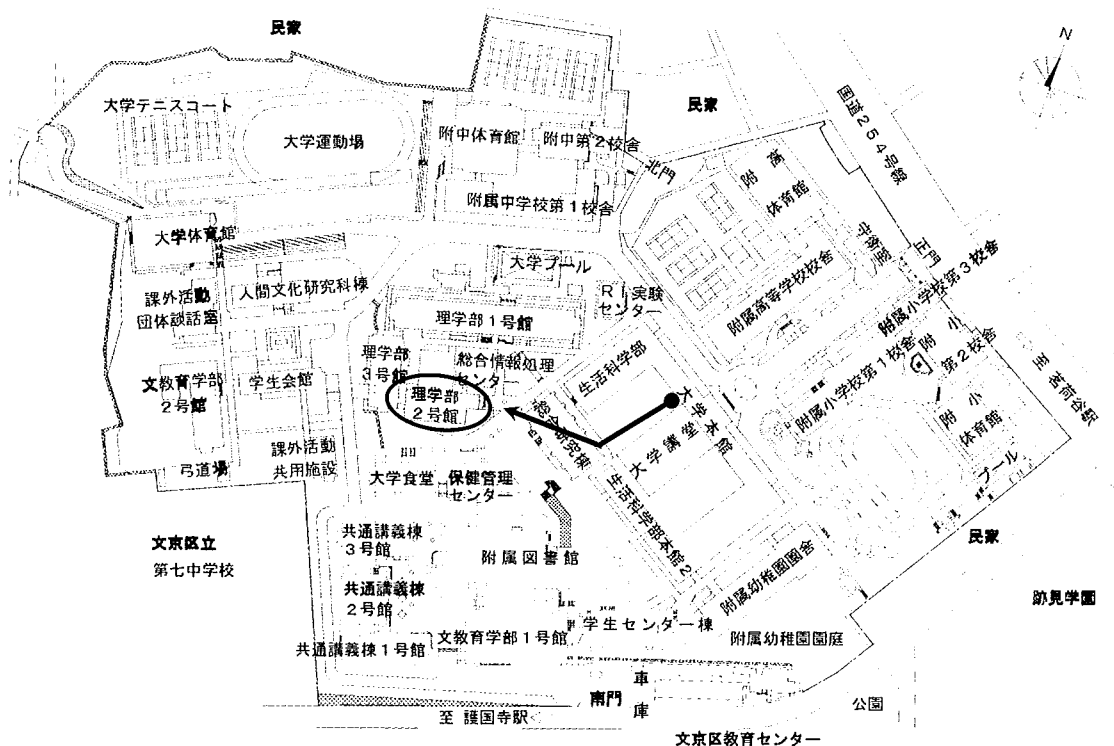 民家
N
大学テニスコート
大学運動場
附中体育館
附中第2校舎
民家
国道254号線
北門
附高
体育館
附属中学校第1校舎
守衛所
正門
大学体育館
大学プール
RI実験
センター
附属高等学校校舎
附属小学校第3校舎
人間文化研究科棟
課外活動
団体談話室
理学部1号館
附属小学校第1校舎
附小
第2校舎
至 茗荷谷駅
理学部
3号館
総合情報処理
センター
生活科学部
文教育学部
2号館
学生会館
理学部
2号館
総合研究棟
大学本館
大学講堂
附小
体育館
プール
弓道場
課外活動
共用施設
大学食堂
保健管理
センター
生活科学部本館2
文京区立
第七中学校
共通講義棟
3号館
附属図書館
民家
共通講義棟
2号館
附属幼稚園園舎
跡見学園
共通講義棟1号館
文教育学部1号館
学生センター棟
附属幼稚園園庭
南門
車庫
公園
至 護国寺駅
文京区教育センター